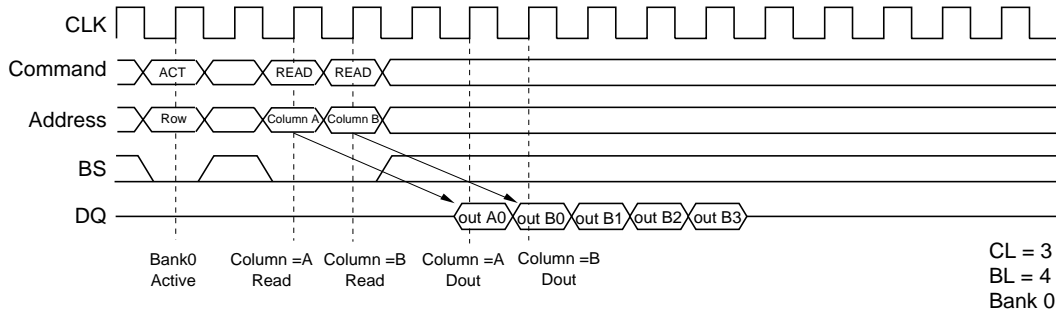 CLK
Command ACT READ READ
Address Row Column A Column B
BS
DQ out A0 out B0 out B1 out B2 out B3
Bank0 Column =A Column =B Column =A Column =B
Active Read Read Dout Dout
CL = 3
BL = 4
Bank 0